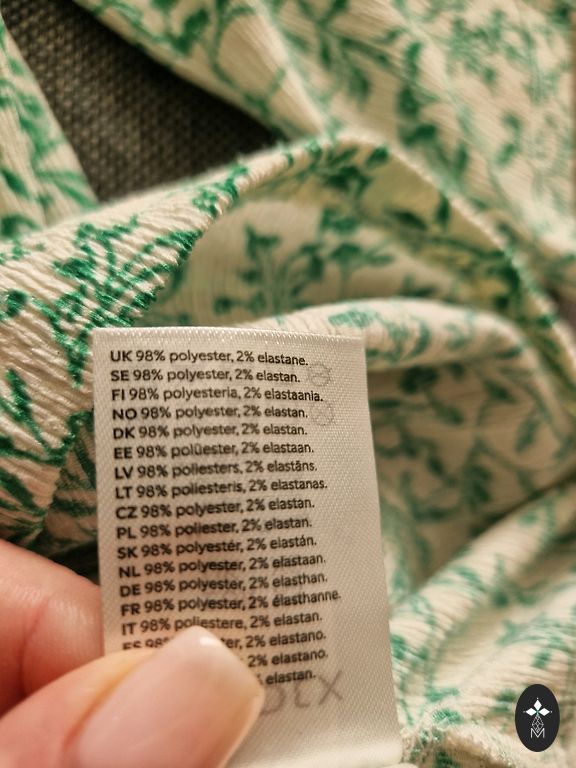 UK 98% polyester, 2% elastane.
SE 98% polyester, 2% elastan.
FI 98% polyesteria, 2% elastaania.
NO 98% polyester, 2% elastan.
DK 98% polyester, 2% elastan.
EE 98% polüester, 2% elastaan.
LV 98% poliesters, 2% elastāns.
LT 98% poliesteris, 2% elastanas.
CZ 98% polyester, 2% elastan.
PL 98% poliester, 2% elastan.
SK 98% polyestér, 2% elastán.
NL 98% polyester, 2% elastaan.
DE 98% polyester, 2% elasthan.
FR 98% polyester, 2% élasthanne.
IT 98% poliestere, 2% elastan.
ES 98% 2% elastano.
2% elastano.
elastan.
M